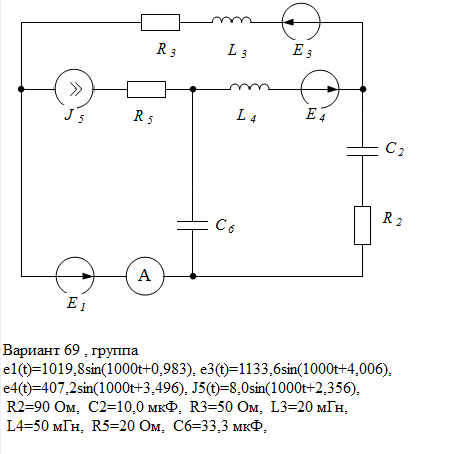 R 3 L 3 E 3
J 5 R 5 L 4 E 4
C 2
C 6 R 2
A
E 1
Вариант 69 , группа
e1(t)=1019,8sin(1000t+0,983), e3(t)=1133,6sin(1000t+4,006),
e4(t)=407,2sin(1000t+3,496), J5(t)=8,0sin(1000t+2,356),
R2=90 Ом, C2=10,0 мкФ, R3=50 Ом, L3=20 мГн,
L4=50 мГн, R5=20 Ом, C6=33,3 мкФ,